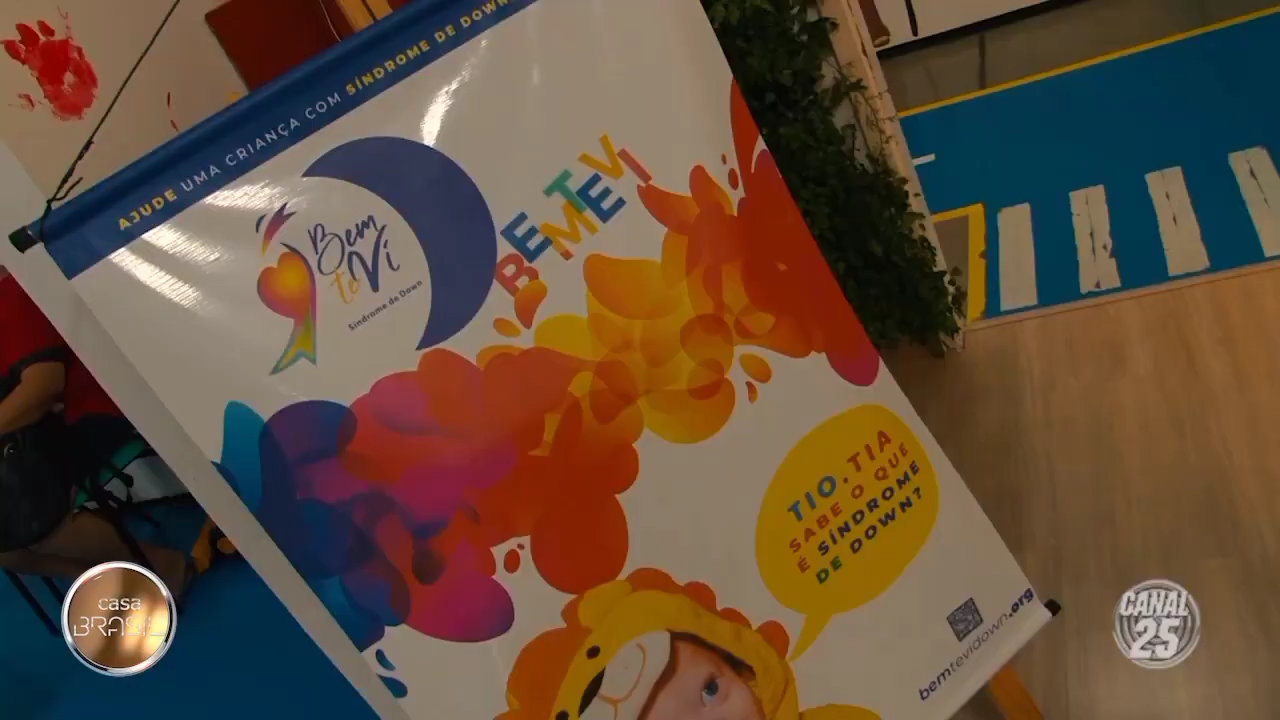 AJUDE UMA CRIANÇA COM SÍNDROME DE DOWN
Bem
te Vi
Síndrome de Down
BEMTEVI
TIO. TIA
SABE O QUE
É SÍNDROME
DE DOWN?
bemtevidown.org
casa
BRASIL
CANAL
25